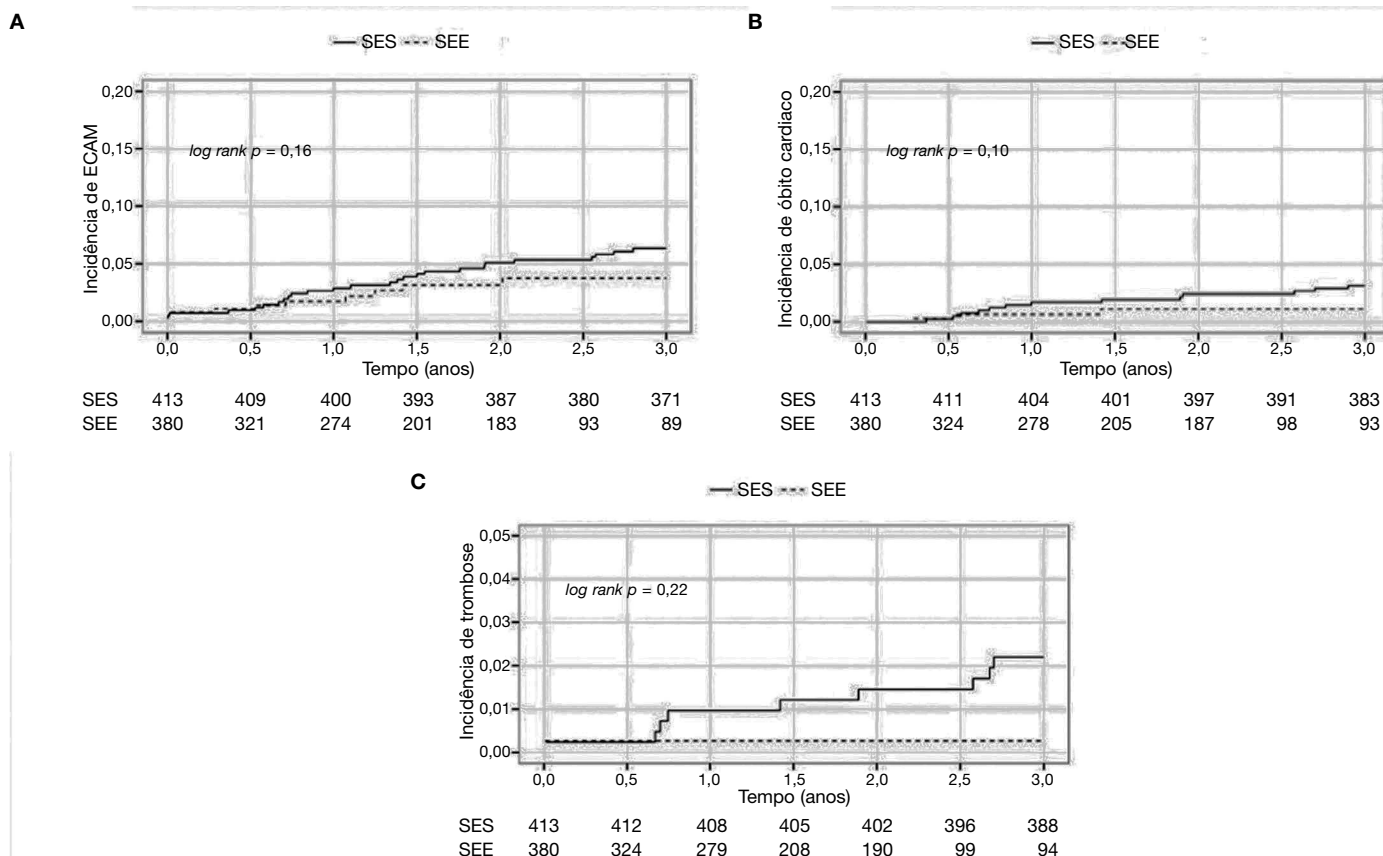 A
SES SEE
Incidência de ECAM
0,20
0,15
0,10
0,05
0,00
log rank p = 0,16
0,0 0,5 1,0 1,5 2,0 2,5 3,0
Tempo (anos)
SES 413 409 400 393 387 380 371
SEE 380 321 274 201 183 93 89
B
SES SEE
Incidência de óbito cardiaco
0,20
0,15
0,10
0,05
0,00
log rank p = 0,10
0,0 0,5 1,0 1,5 2,0 2,5 3,0
Tempo (anos)
SES 413 411 404 401 397 391 383
SEE 380 324 278 205 187 98 93
C
SES SEE
Incidência de trombose
0,05
0,04
0,03
0,02
0,01
0,00
log rank p = 0,22
0,0 0,5 1,0 1,5 2,0 2,5 3,0
Tempo (anos)
SES 413 412 408 405 402 396 388
SEE 380 324 279 208 190 99 94